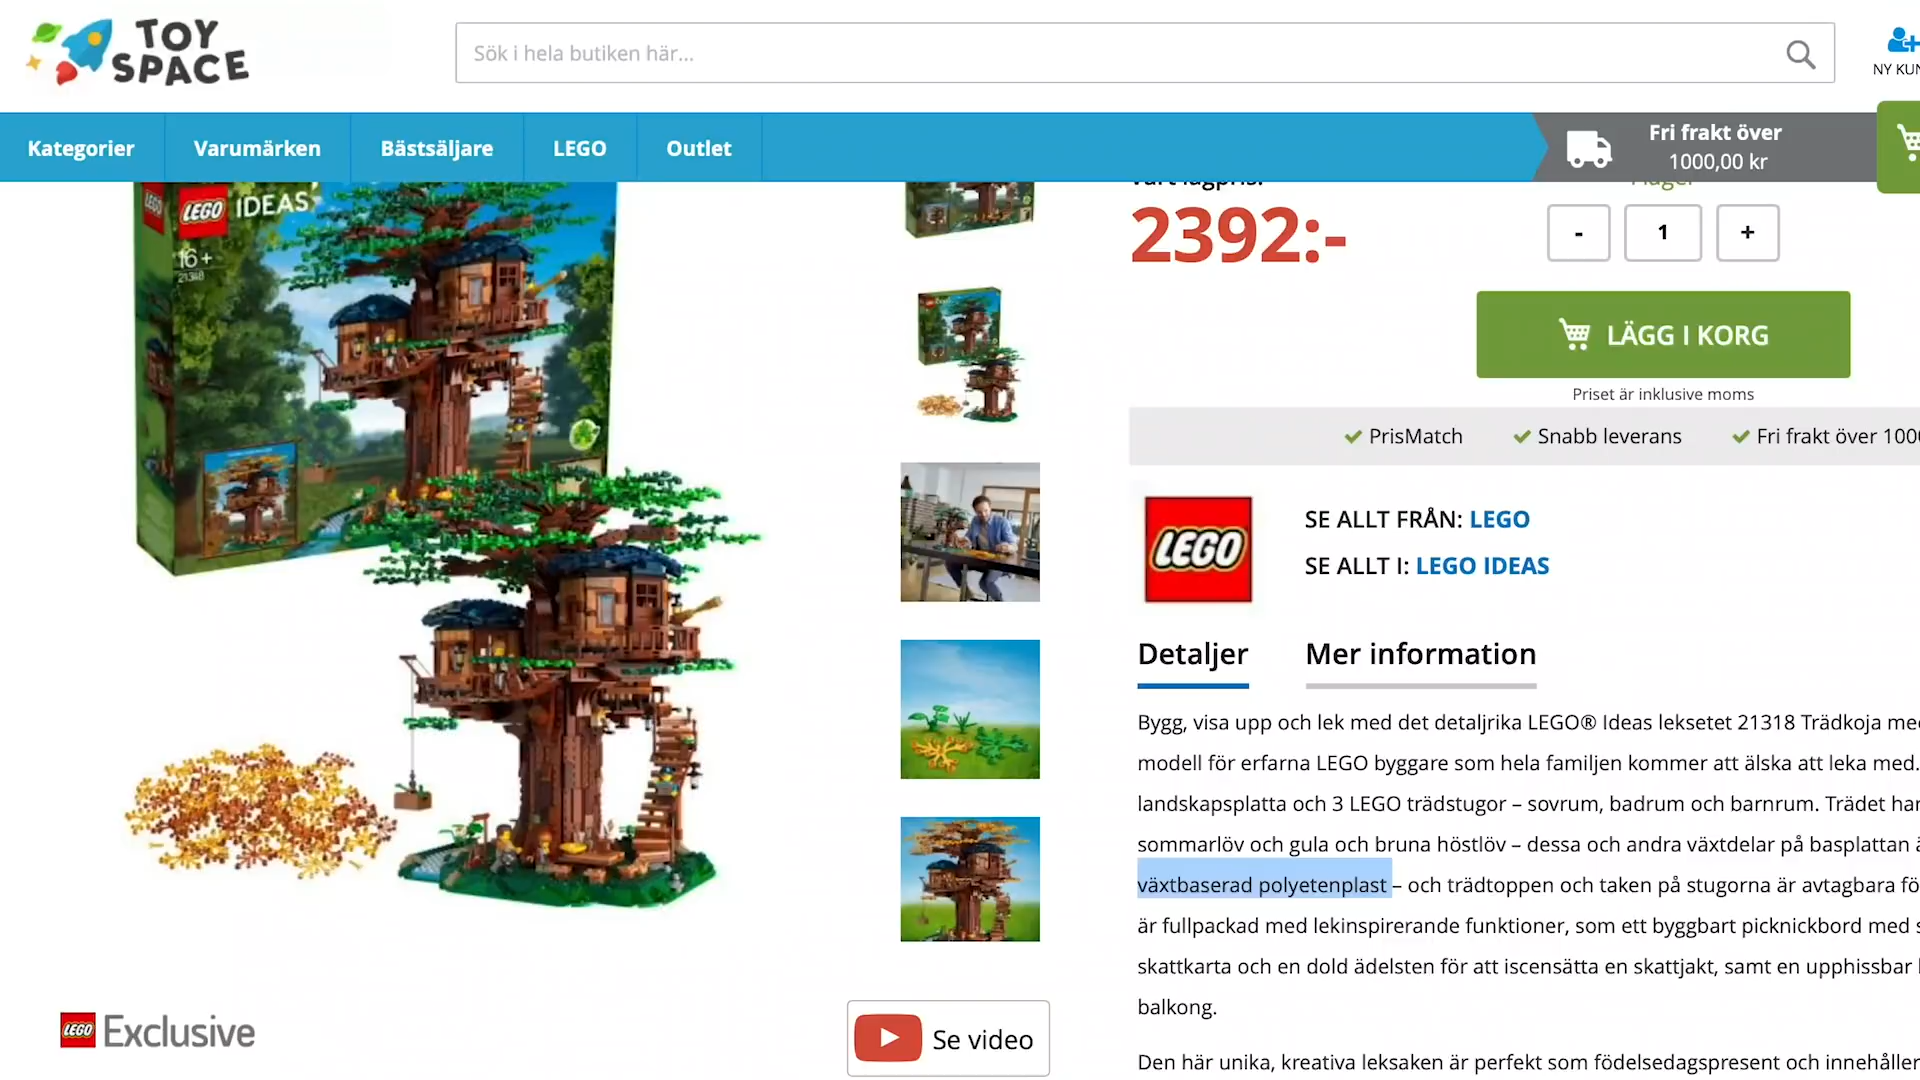 TOY
SPACE
Sök i hela butiken här...
NY KUN
Kategorier
Varumärken
Bästsäljare
LEGO
Outlet
Fri frakt över
1000,00 kr
LEGO
LEGO
IDEAS
16+
2392:-
-
1
+
LÄGG I KORG
Priset är inklusive moms
PrisMatch
Snabb leverans
Fri frakt över 100
LEGO
SE ALLT FRÅN: LEGO
SE ALLT I: LEGO IDEAS
Detaljer
Mer information
Bygg, visa upp och lek med det detaljrika LEGO® Ideas leksetet 21318 Trädkoja me
modell för erfarna LEGO byggare som hela familjen kommer att älska att leka med.
landskapsplatta och 3 LEGO trädstugor – sovrum, badrum och barnrum. Trädet har
sommarlöv och gula och bruna höstlöv – dessa och andra växtdelar på basplattan ä
växtbaserad polyetenplast – och trädtoppen och taken på stugorna är avtagbara fö
är fullpackad med lekinspirerande funktioner, som ett byggbart picknickbord med s
skattkarta och en dold ädelsten för att iscensätta en skattjakt, samt en upphissbar
balkong.
Den här unika, kreativa leksaken är perfekt som födelsedagspresent och innehåller
LEGO Exclusive
Se video